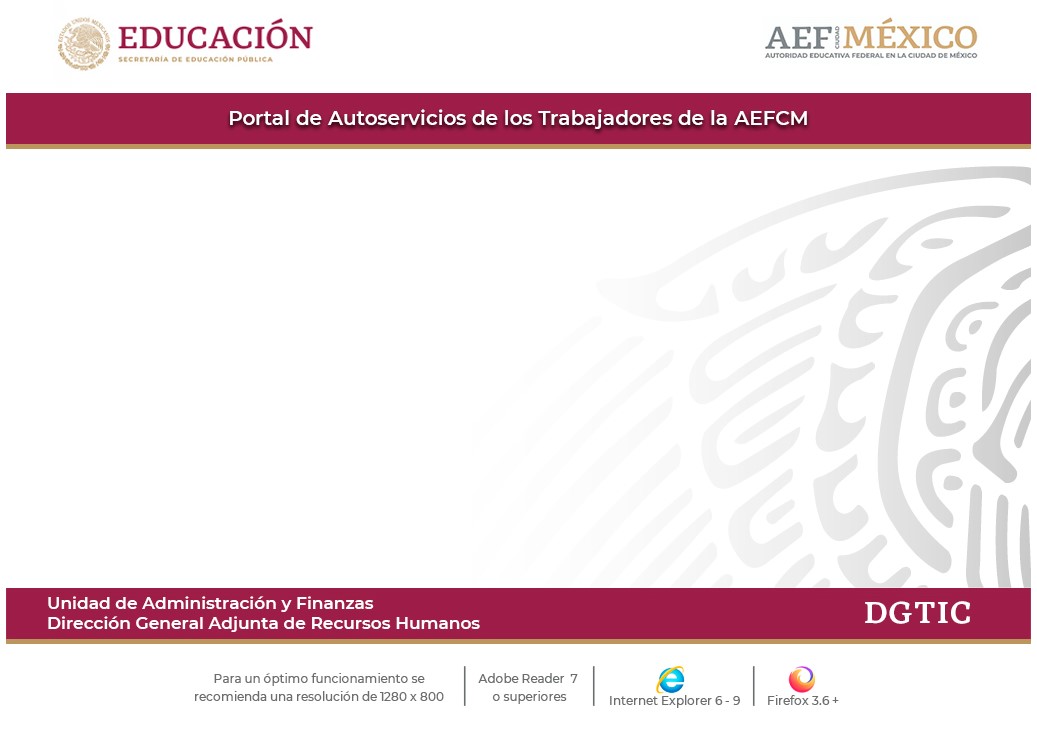 EDUCACIÓN
SECRETARÍA DE EDUCACIÓN PÚBLICA
AEF CIUDAD MÉXICO
AUTORIDAD EDUCATIVA FEDERAL EN LA CIUDAD DE MÉXICO
Portal de Autoservicios de los Trabajadores de la AEFCM
Unidad de Administración y Finanzas
Dirección General Adjunta de Recursos Humanos
DGTIC
Para un óptimo funcionamiento se
recomienda una resolución de 1280 x 800
Adobe Reader 7
o superiores
Internet Explorer 6 - 9
Firefox 3.6 +